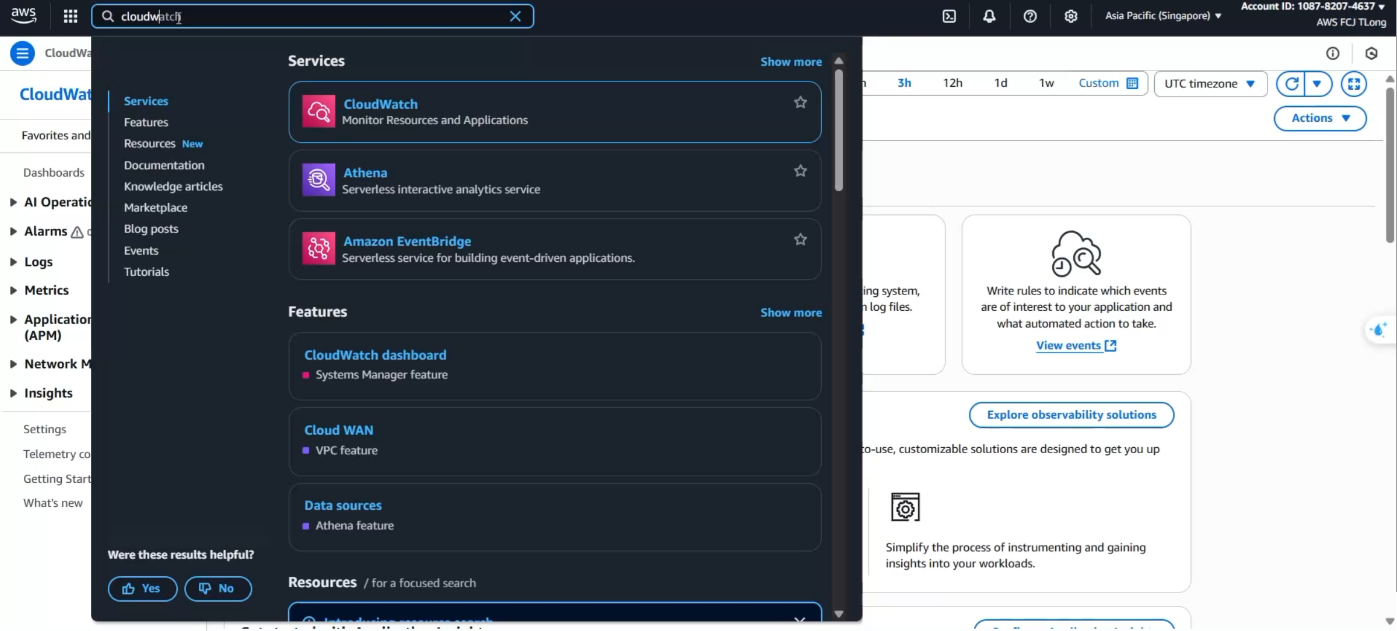 aws
cloudwatch
Asia Pacific (Singapore)
Account ID: 1087-8207-4637
AWS FCJ TLong
CloudWa
CloudWat
Favorites and
Dashboards
AI Operatio
Alarms
Logs
Metrics
Application
(APM)
Network M
Insights
Settings
Telemetry co
Getting Start
What's new
Services
Features
Resources New
Documentation
Knowledge articles
Marketplace
Blog posts
Events
Tutorials
Were these results helpful?
Yes
No
Services
Show more
CloudWatch
Monitor Resources and Applications
Athena
Serverless interactive analytics service
Amazon EventBridge
Serverless service for building event-driven applications.
Features
Show more
CloudWatch dashboard
Systems Manager feature
Cloud WAN
VPC feature
Data sources
Athena feature
Resources / for a focused search
Introducing resource search
3h
12h
1d
1w
Custom
UTC timezone
Actions
ing system,
log files.
Write rules to indicate which events
are of interest to your application and
what automated action to take.
View events
Explore observability solutions
to-use, customizable solutions are designed to get you up
Simplify the process of instrumenting and gaining
insights into your workloads.